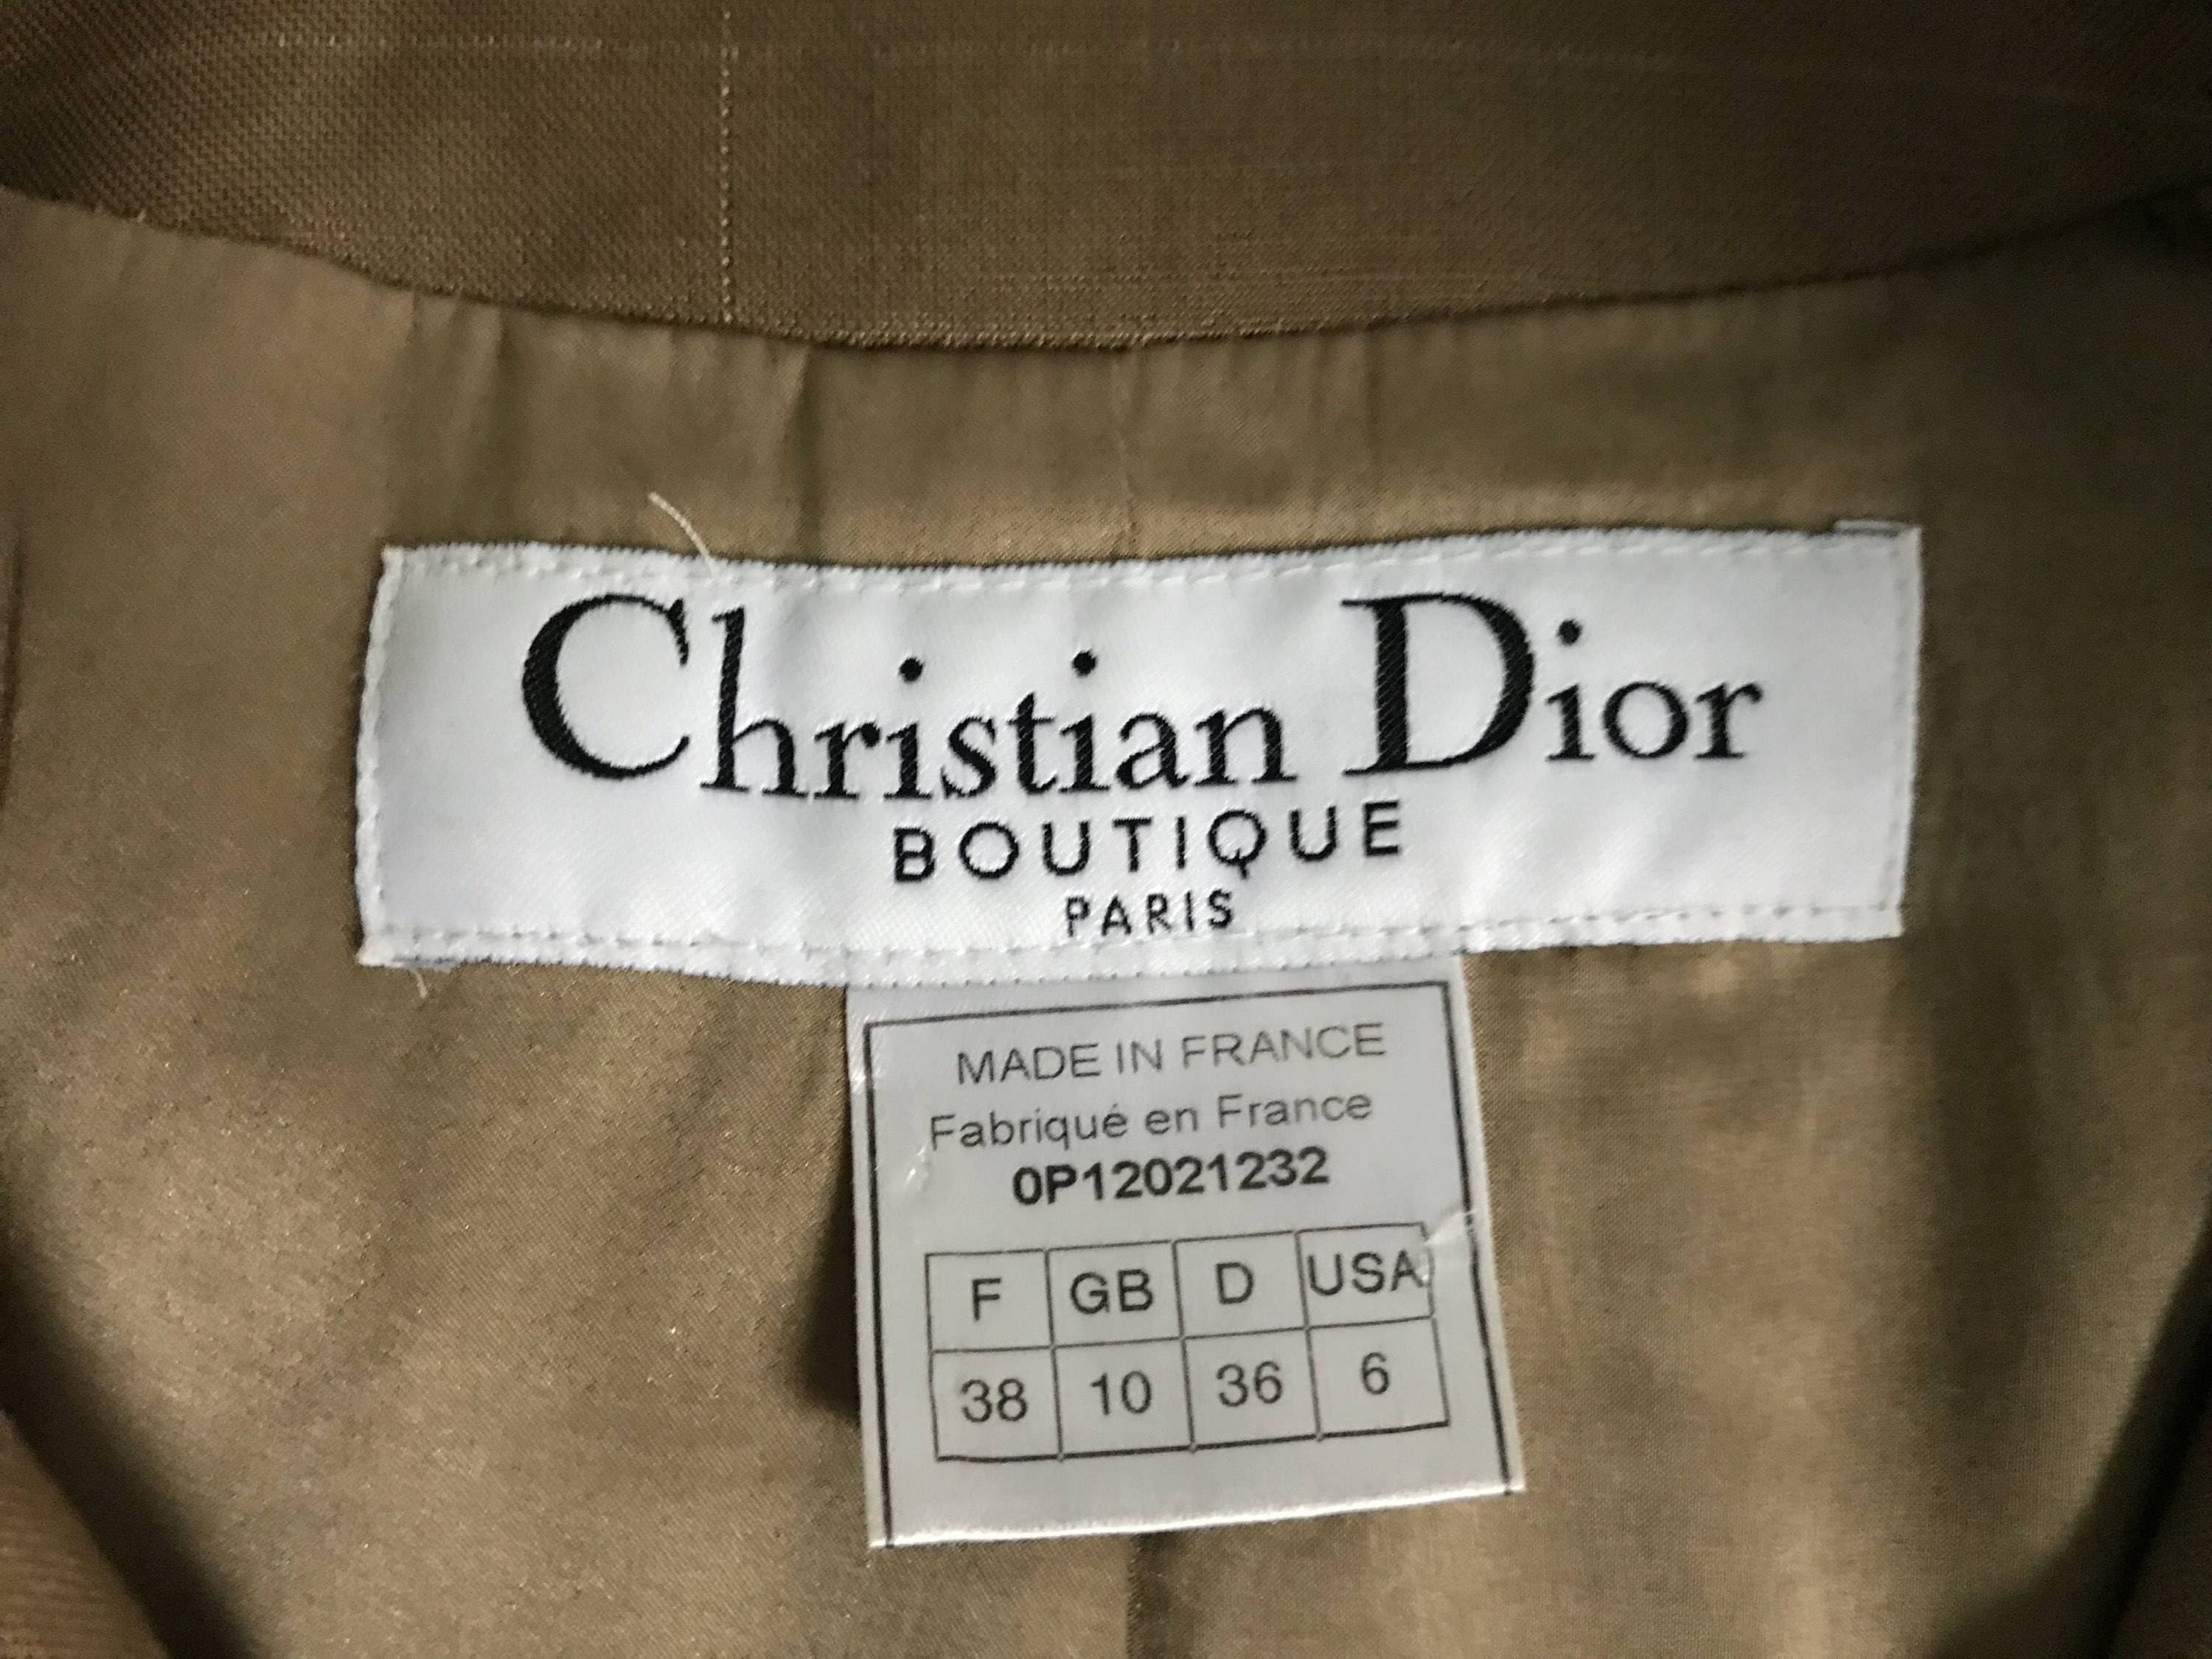 Christian Dior
BOUTIQUE
PARIS
MADE IN FRANCE
Fabriqué en France
0P12021232
F GB D USA
38 10 36 6